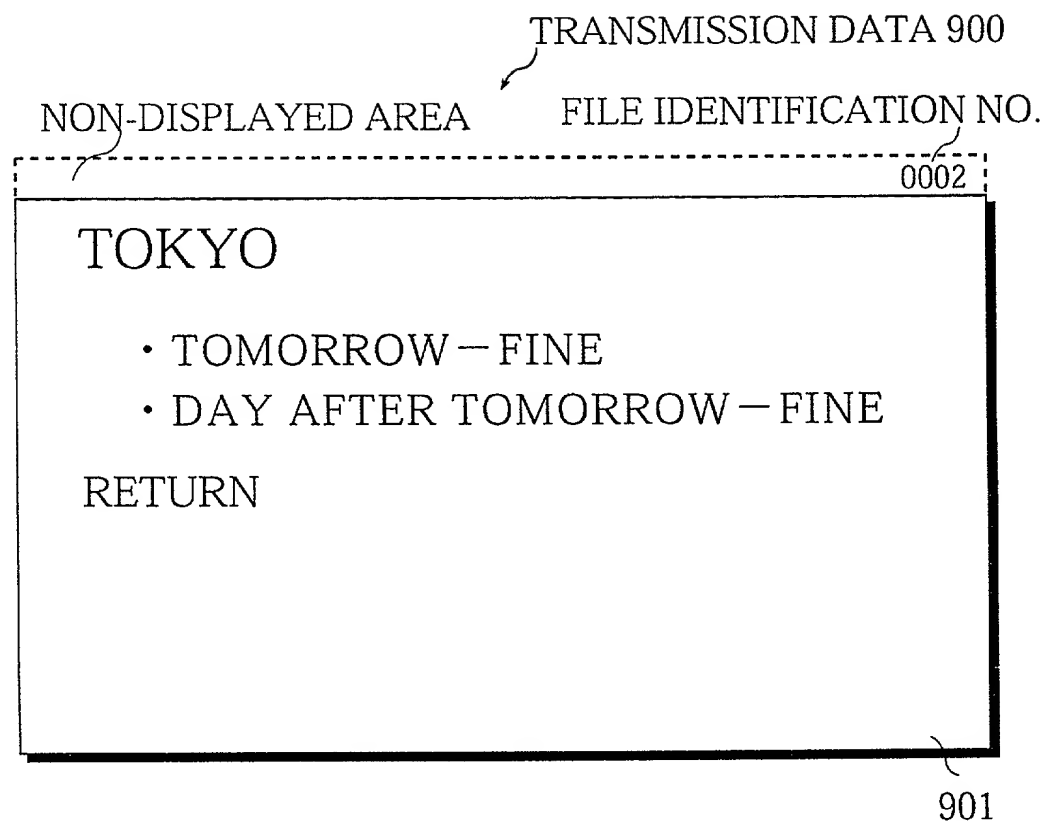 TRANSMISSION DATA 900
NON-DISPLAYED AREA
FILE IDENTIFICATION NO.
0002
TOKYO
・TOMORROW—FINE
・DAY AFTER TOMORROW—FINE
RETURN
901